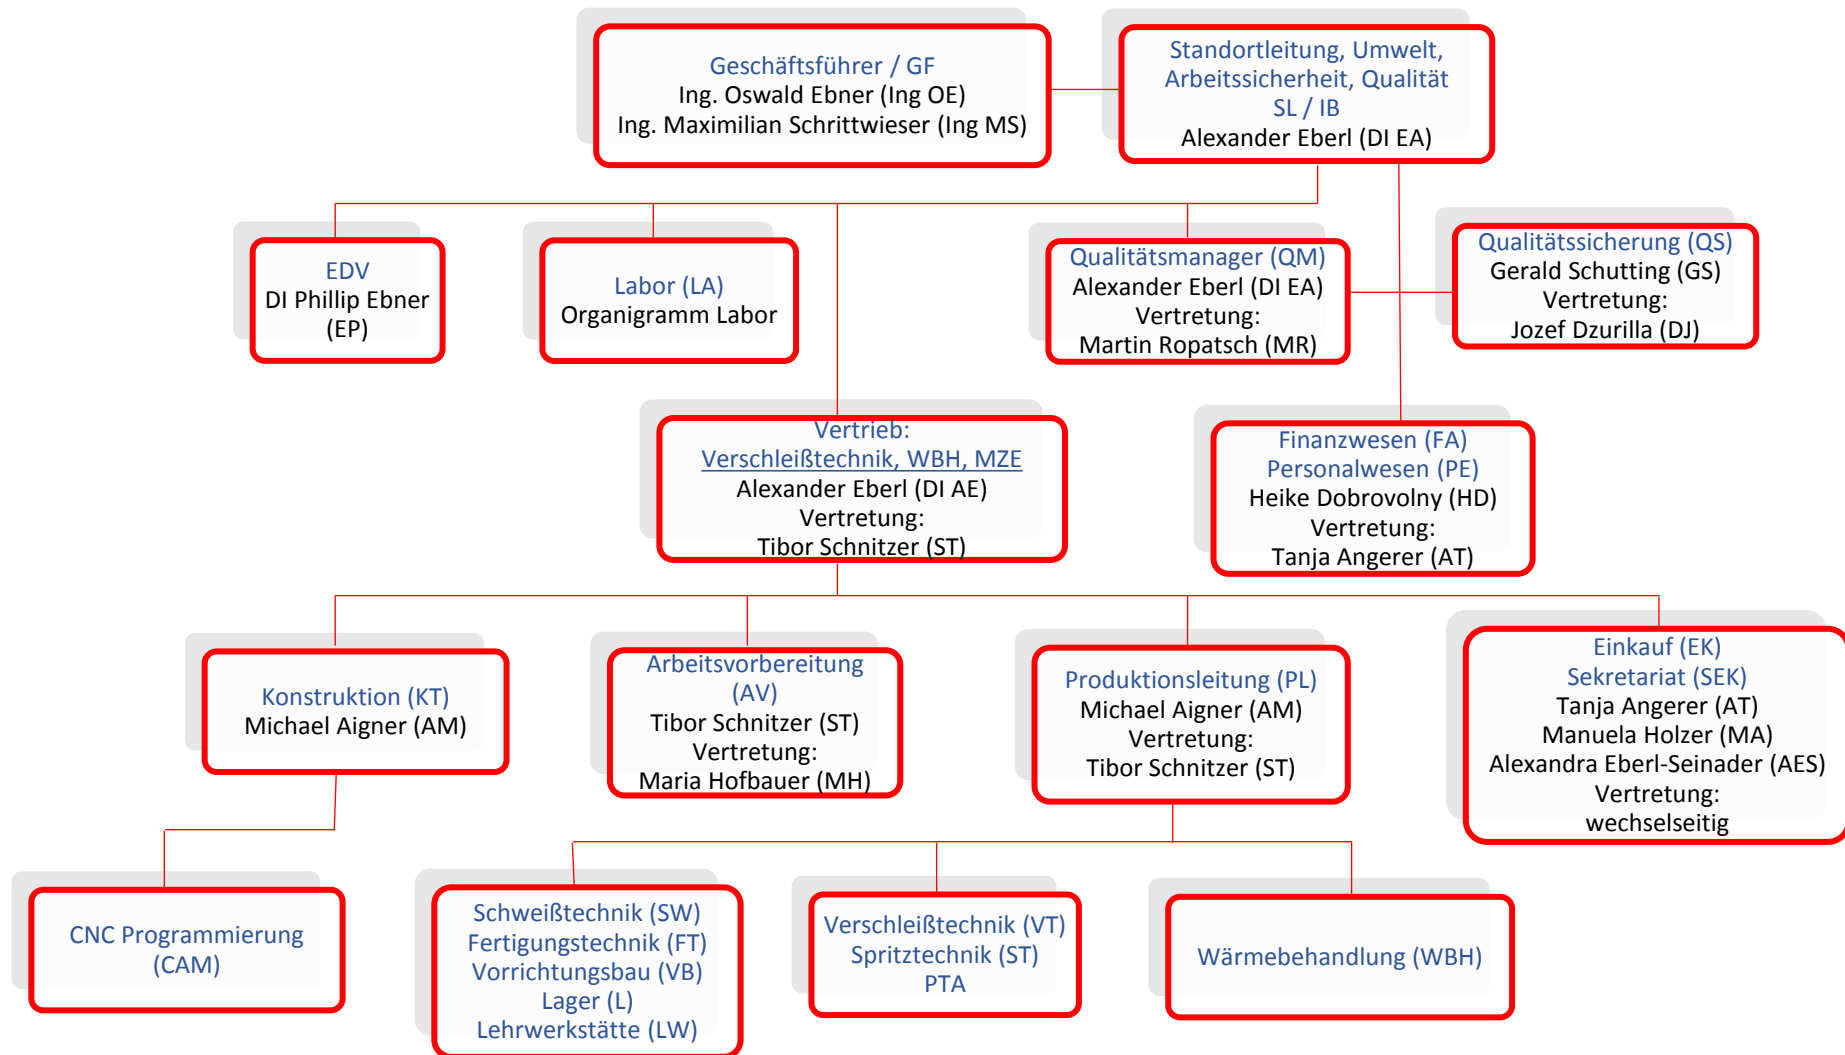 Geschäftsführer / GF
Ing. Oswald Ebner (Ing OE)
Ing. Maximilian Schrittwieser (Ing MS)
Standortleitung, Umwelt,
Arbeitssicherheit, Qualität
SL / IB
Alexander Eberl (DI EA)
EDV
DI Phillip Ebner
(EP)
Labor (LA)
Organigramm Labor
Qualitätsmanager (QM)
Alexander Eberl (DI EA)
Vertretung:
Martin Ropatsch (MR)
Qualitätssicherung (QS)
Gerald Schutting (GS)
Vertretung:
Jozef Dzurilla (DJ)
Vertrieb:
Verschleißtechnik, WBH, MZE
Alexander Eberl (DI AE)
Vertretung:
Tibor Schnitzer (ST)
Finanzwesen (FA)
Personalwesen (PE)
Heike Dobrovolny (HD)
Vertretung:
Tanja Angerer (AT)
Konstruktion (KT)
Michael Aigner (AM)
Arbeitsvorbereitung
(AV)
Tibor Schnitzer (ST)
Vertretung:
Maria Hofbauer (MH)
Produktionsleitung (PL)
Michael Aigner (AM)
Vertretung:
Tibor Schnitzer (ST)
Einkauf (EK)
Sekretariat (SEK)
Tanja Angerer (AT)
Manuela Holzer (MA)
Alexandra Eberl-Seinader (AES)
Vertretung:
wechselseitig
CNC Programmierung
(CAM)
Schweißtechnik (SW)
Fertigungstechnik (FT)
Vorrichtungsbau (VB)
Lager (L)
Lehrwerkstätte (LW)
Verschleißtechnik (VT)
Spritztechnik (ST)
PTA
Wärmebehandlung (WBH)